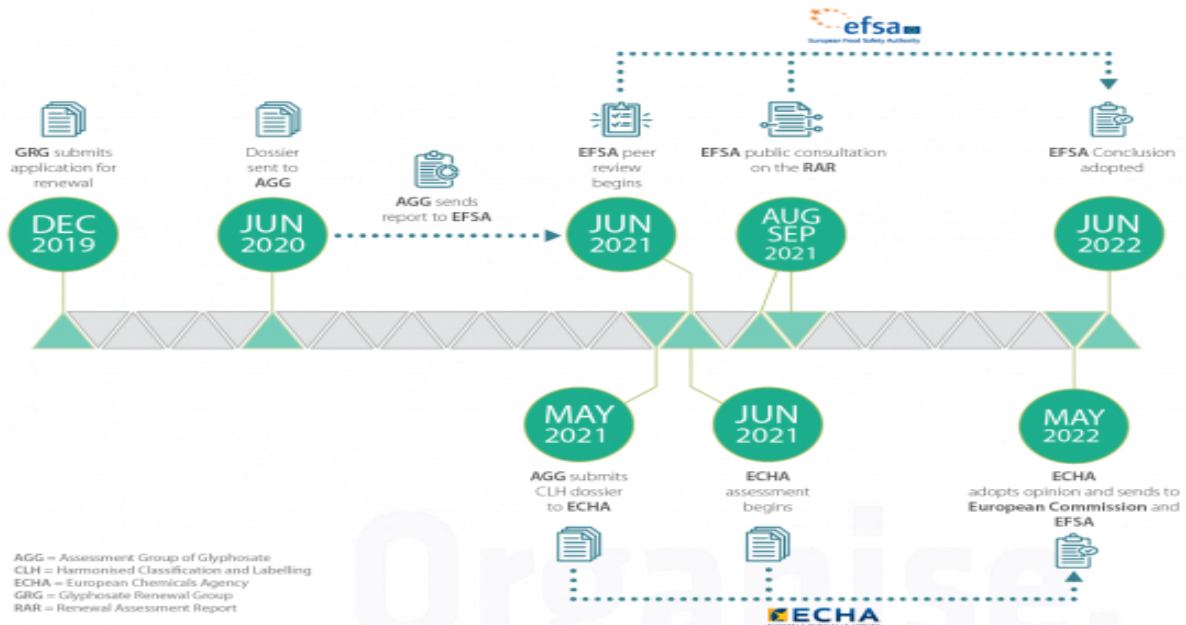 efsa
European Food Safety Authority
GRG submits
application for
renewal
DEC
2019
Dossier
sent to
AGG
JUN
2020
AGG sends
report to EFSA
EFSA peer
review
begins
JUN
2021
EFSA public consultation
on the RAR
AUG
SEP
2021
EFSA Conclusion
adopted
JUN
2022
MAY
2021
AGG submits
CLH dossier
to ECHA
JUN
2021
ECHA
assessment
begins
MAY
2022
ECHA
adopts opinion and sends to
European Commission and
EFSA
AGG = Assessment Group of Glyphosate
CLH = Harmonised Classification and Labelling
ECHA = European Chemicals Agency
GRG = Glyphosate Renewal Group
RAR = Renewal Assessment Report
Organise.
ECHA